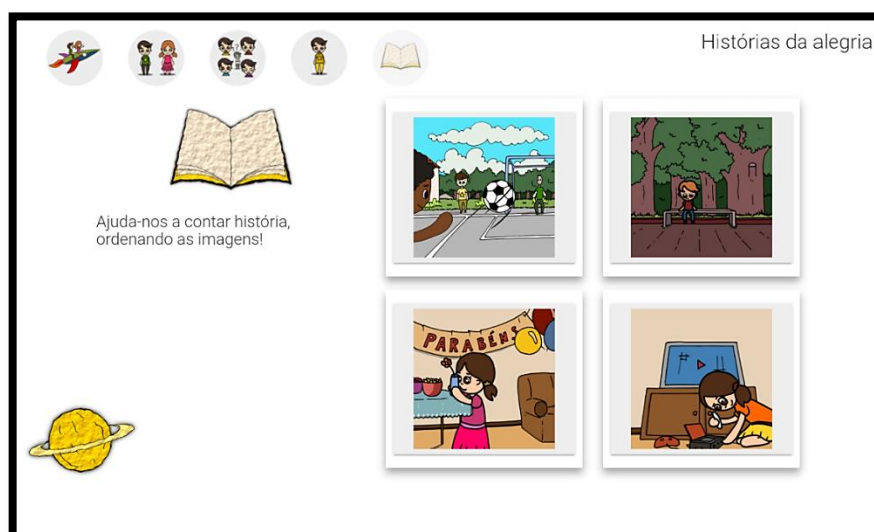 Histórias da alegria
Ajuda-nos a contar história,
ordenando as imagens!
PARABÉNS